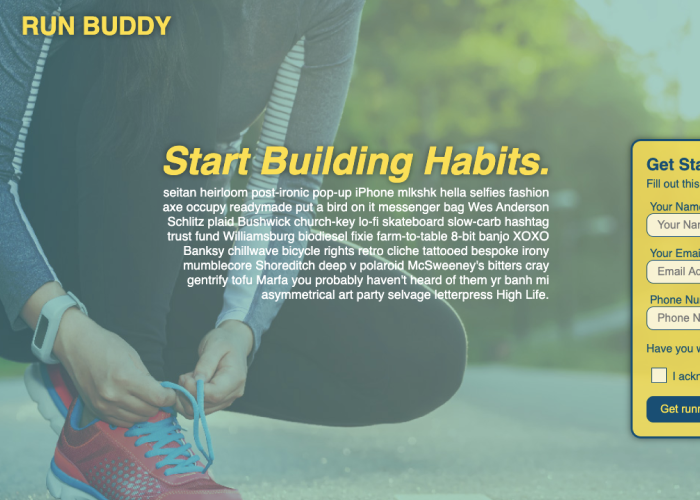 RUN BUDDY
Start Building Habits.
seitan heirloom post-ironic pop-up iPhone mlkshk hella selfies fashion
axe occupy readymade put a bird on it messenger bag Wes Anderson
Schlitz plaid Bushwick church-key lo-fi skateboard slow-carb hashtag
trust fund Williamsburg biodiesel fixie farm-to-table 8-bit banjo XOXO
Banksy chillwave bicycle rights retro cliche tattooed bespoke irony
mumblecore Shoreditch deep v polaroid McSweeney's bitters cray
gentrify tofu Marfa you probably haven't heard of them yr banh mi
asymmetrical art party selvage letterpress High Life.
Get Sta
Fill out this
Your Name
Your Nar
Your Emai
Email Ac
Phone Nu
Phone N
Have you w
I ackn
Get runn